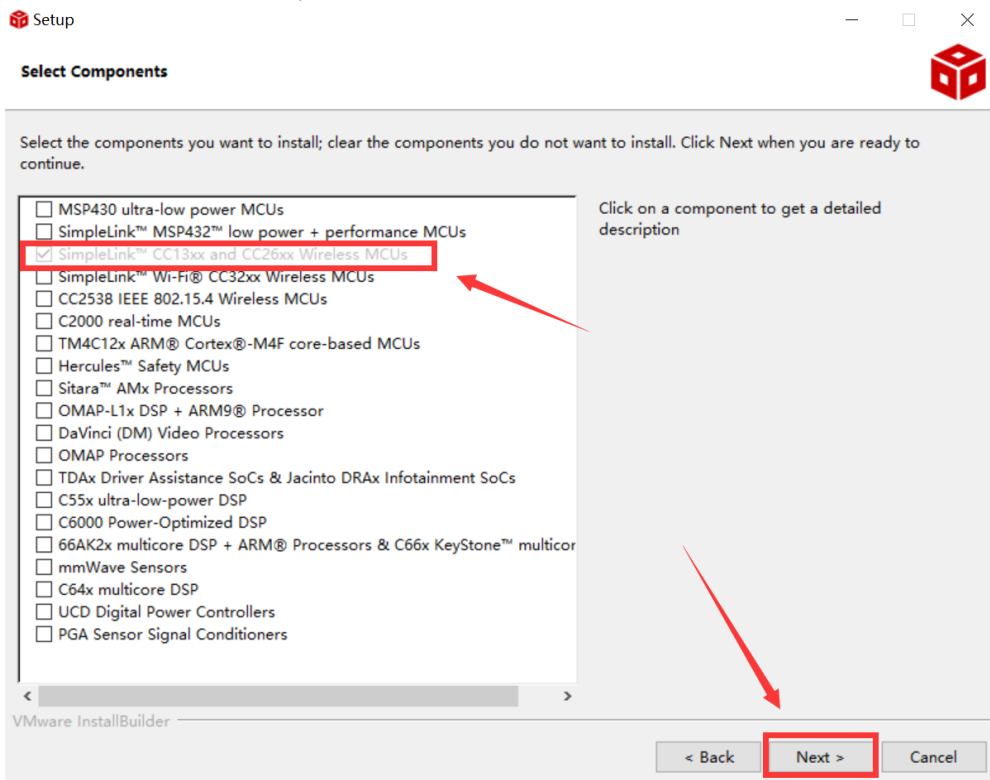 Setup
Select Components
Select the components you want to install; clear the components you do not want to install. Click Next when you are ready to
continue.
MSP430 ultra-low power MCUs
SimpleLink™ MSP432™ low power + performance MCUs
SimpleLink™ CC13xx and CC26xx Wireless MCUs
SimpleLink™ Wi-Fi® CC32xx Wireless MCUs
CC2538 IEEE 802.15.4 Wireless MCUs
C2000 real-time MCUs
TM4C12x ARM® Cortex®-M4F core-based MCUs
Hercules™ Safety MCUs
Sitara™ AMx Processors
OMAP-L1x DSP + ARM9® Processor
DaVinci (DM) Video Processors
OMAP Processors
TDAx Driver Assistance SoCs & Jacinto DRAx Infotainment SoCs
C55x ultra-low-power DSP
C6000 Power-Optimized DSP
66AK2x multicore DSP + ARM® Processors & C66x KeyStone™ multicor
mmWave Sensors
C64x multicore DSP
UCD Digital Power Controllers
PGA Sensor Signal Conditioners
Click on a component to get a detailed
description
VMware InstallBuilder
< Back
Next >
Cancel